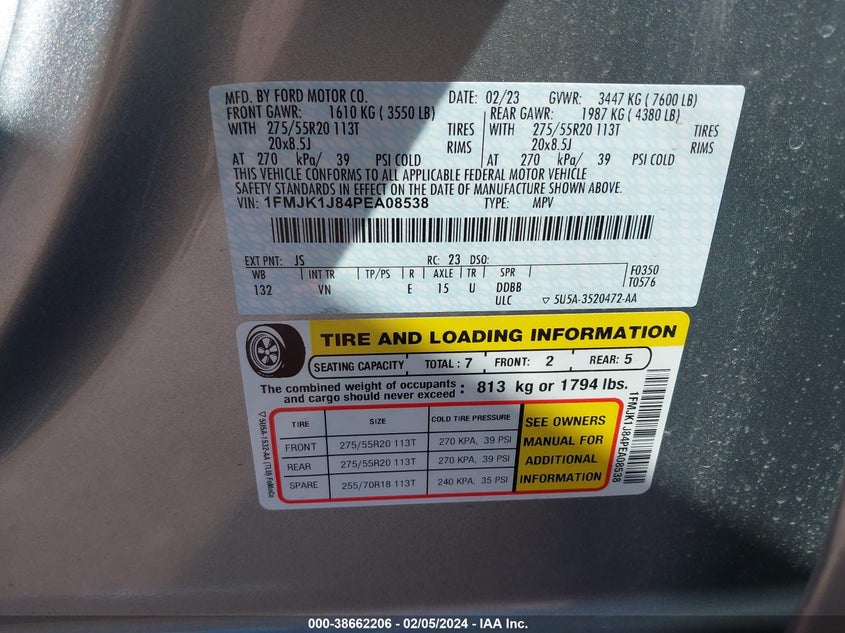 MFD. BY FORD MOTOR CO. DATE: 02/23 GVWR: 3447 KG ( 7600 LB)
FRONT GAWR: 1610 KG ( 3550 LB) REAR GAWR: 1987 KG ( 4380 LB)
WITH 275/55R20 113T TIRES WITH 275/55R20 113T TIRES
20x8.5J RIMS 20x8.5J RIMS
AT 270 kPa/ 39 PSI COLD AT 270 kPa/ 39 PSI COLD
THIS VEHICLE CONFORMS TO ALL APPLICABLE FEDERAL MOTOR VEHICLE
SAFETY STANDARDS IN EFFECT ON THE DATE OF MANUFACTURE SHOWN ABOVE.
VIN: 1FMJK1J84PEA08538 TYPE: MPV
EXT PNT: JS RC: 23 DSO:
WB INT TR TP/PS R AXLE TR SPR F0350
132 VN E 15 U DDBB T0576
ULC ▽ 5U5A-3520472-AA
TIRE AND LOADING INFORMATION
SEATING CAPACITY TOTAL : 7 FRONT: 2 REAR: 5
The combined weight of occupants and cargo should never exceed : 813 kg or 1794 lbs.
TIRE SIZE COLD TIRE PRESSURE
FRONT 275/55R20 113T 270 KPA, 39 PSI
REAR 275/55R20 113T 270 KPA, 39 PSI
SPARE 255/70R18 113T 240 KPA, 35 PSI
SEE OWNERS
MANUAL FOR
ADDITIONAL
INFORMATION
1FMJK1J84PEA08538
▽ 5U5A-1532-AA (TL9) FoMoCo
000-38662206 - 02/05/2024 - IAA Inc.